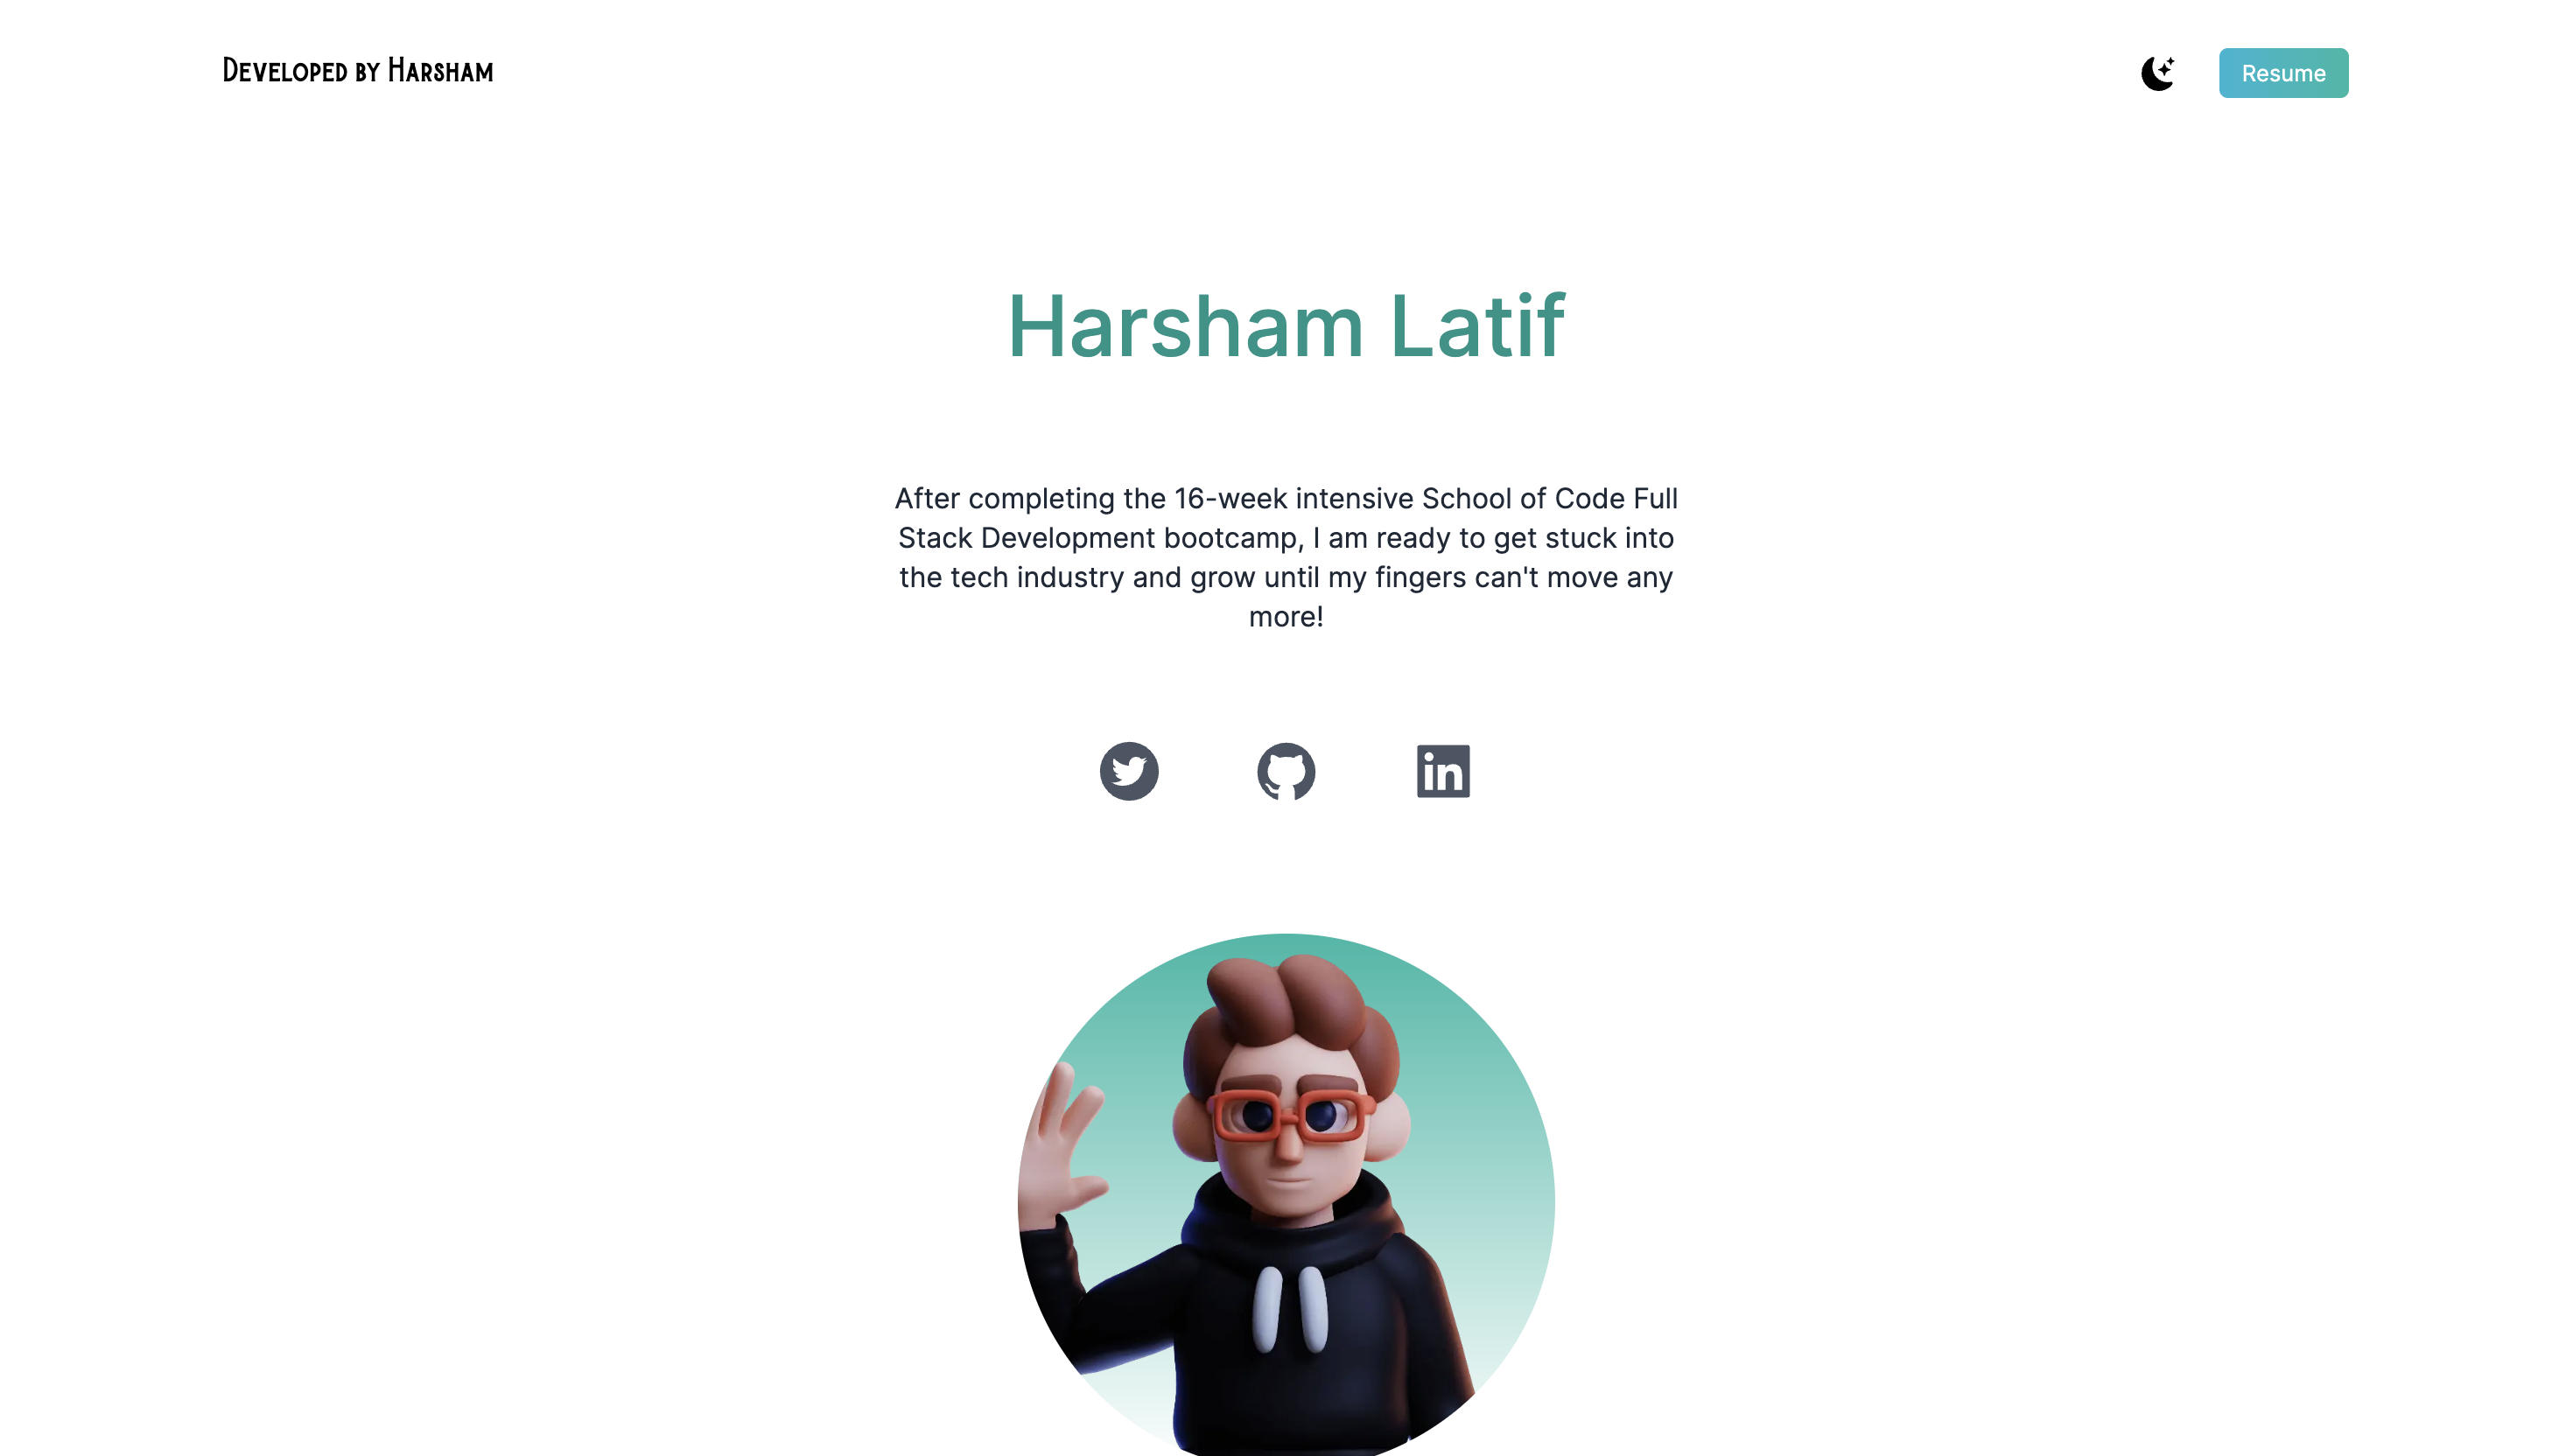 Developed by Harsham
Resume
Harsham Latif
After completing the 16-week intensive School of Code Full
Stack Development bootcamp, I am ready to get stuck into
the tech industry and grow until my fingers can't move any
more!
in